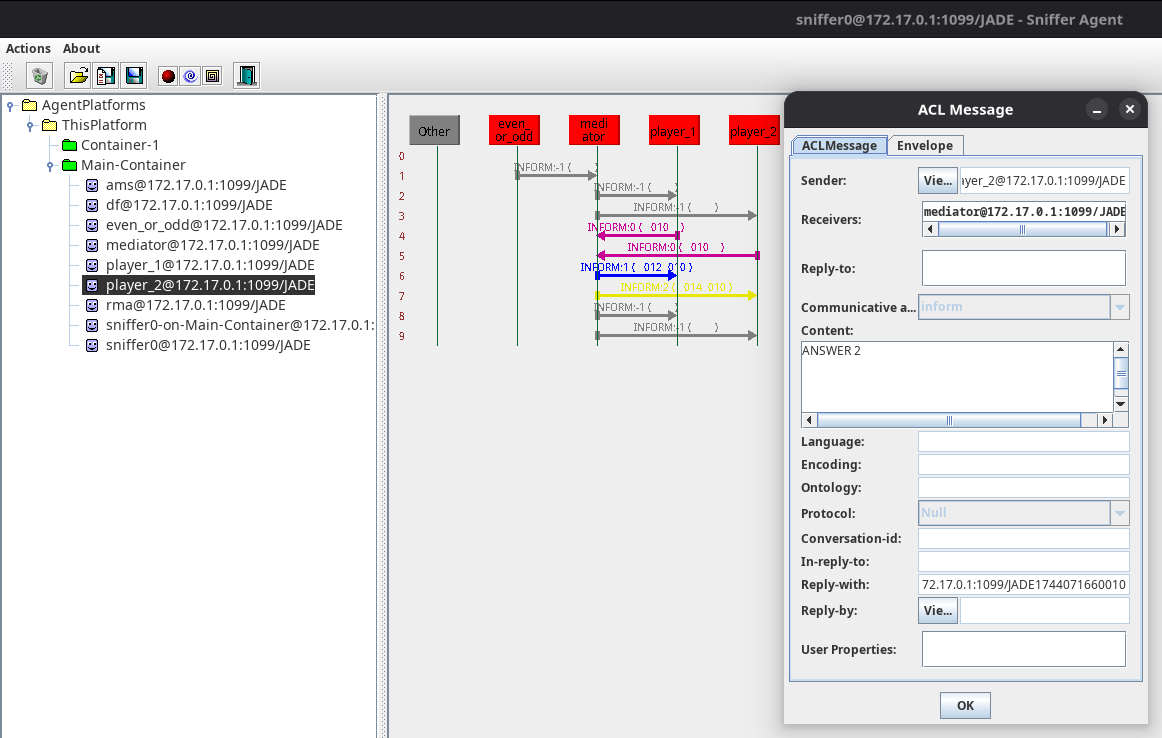 sniffer0@172.17.0.1:1099/JADE - Sniffer Agent
Actions About
AgentPlatforms
ThisPlatform
Container-1
Main-Container
ams@172.17.0.1:1099/JADE
df@172.17.0.1:1099/JADE
even_or_odd@172.17.0.1:1099/JADE
mediator@172.17.0.1:1099/JADE
player_1@172.17.0.1:1099/JADE
player_2@172.17.0.1:1099/JADE
rma@172.17.0.1:1099/JADE
sniffer0-on-Main-Container@172.17.0.1:
sniffer0@172.17.0.1:1099/JADE
Other
even_
or_odd
medi
ator
player_1
player_2
0
1
INFORM:-1 ( )
2
INFORM:-1 ( )
3
INFORM:-1 ( )
4
INFORM:0 ( 010 )
5
INFORM:0 ( 010 )
6
INFORM:1 ( 012 010 )
7
INFORM:2 ( 014 010 )
8
INFORM:-1 ( )
9
INFORM:-1 ( )
ACL Message
ACLMessage Envelope
Sender: Vie... ayer_2@172.17.0.1:1099/JADE
Receivers: mediator@172.17.0.1:1099/JADE
Reply-to:
Communicative a... inform
Content:
ANSWER 2
Language:
Encoding:
Ontology:
Protocol: Null
Conversation-id:
In-reply-to:
Reply-with: 72.17.0.1:1099/JADE1744071660010
Reply-by: Vie...
User Properties:
OK